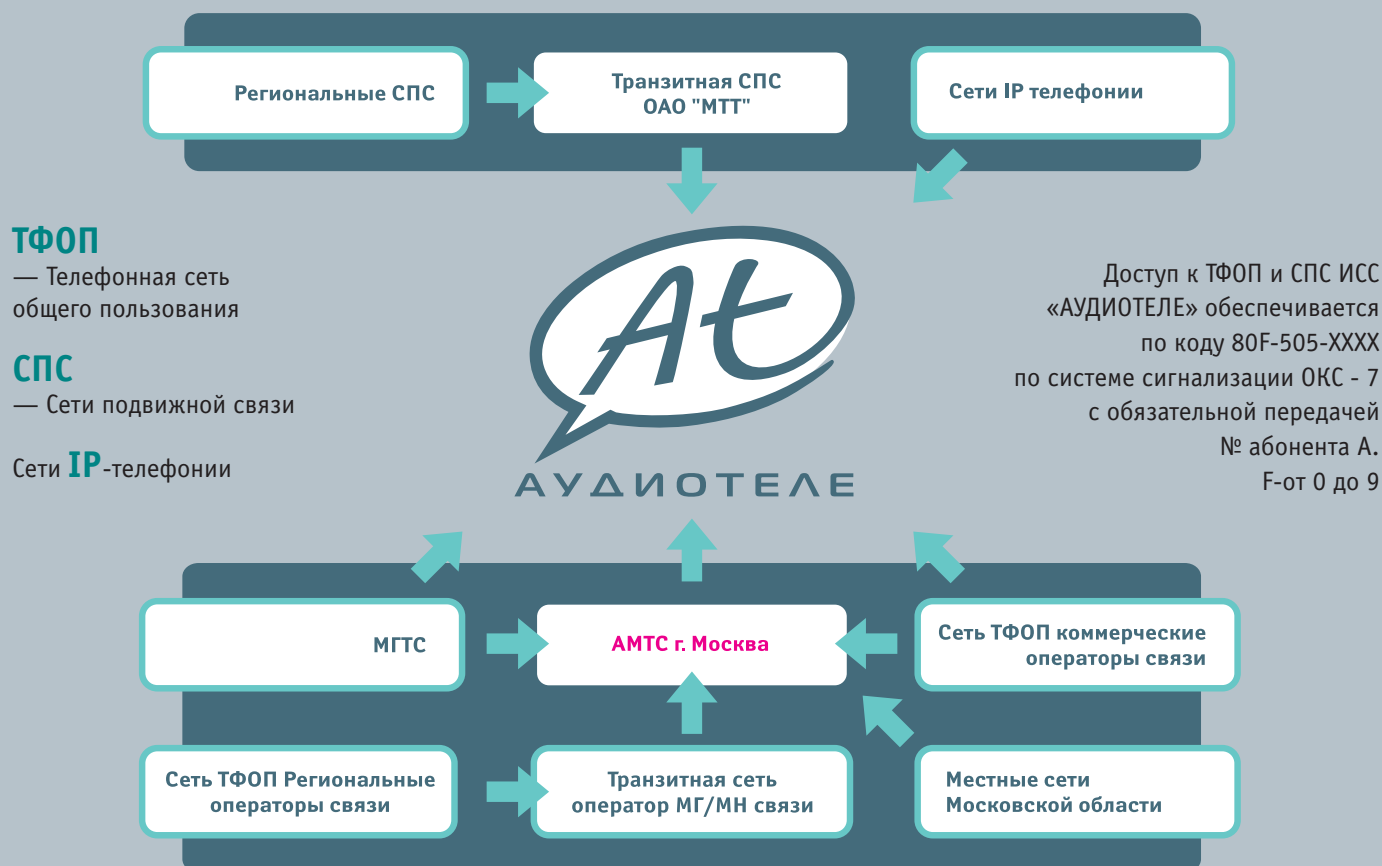 Региональные СПС
Транзитная СПС
ОАО "МТТ"
Сети IP телефонии
ТФОП
— Телефонная сеть
общего пользования
СПС
— Сети подвижной связи
Сети IP-телефонии
At
АУДИОТЕЛЕ
Доступ к ТФОП и СПС ИСС
«АУДИОТЕЛЕ» обеспечивается
по коду 80F-505-XXXX
по системе сигнализации ОКС - 7
с обязательной передачей
№ абонента А.
F-от 0 до 9
МГТС
АМТС г. Москва
Сеть ТФОП коммерческие
операторы связи
Сеть ТФОП Региональные
операторы связи
Транзитная сеть
оператор МГ/МН связи
Местные сети
Московской области